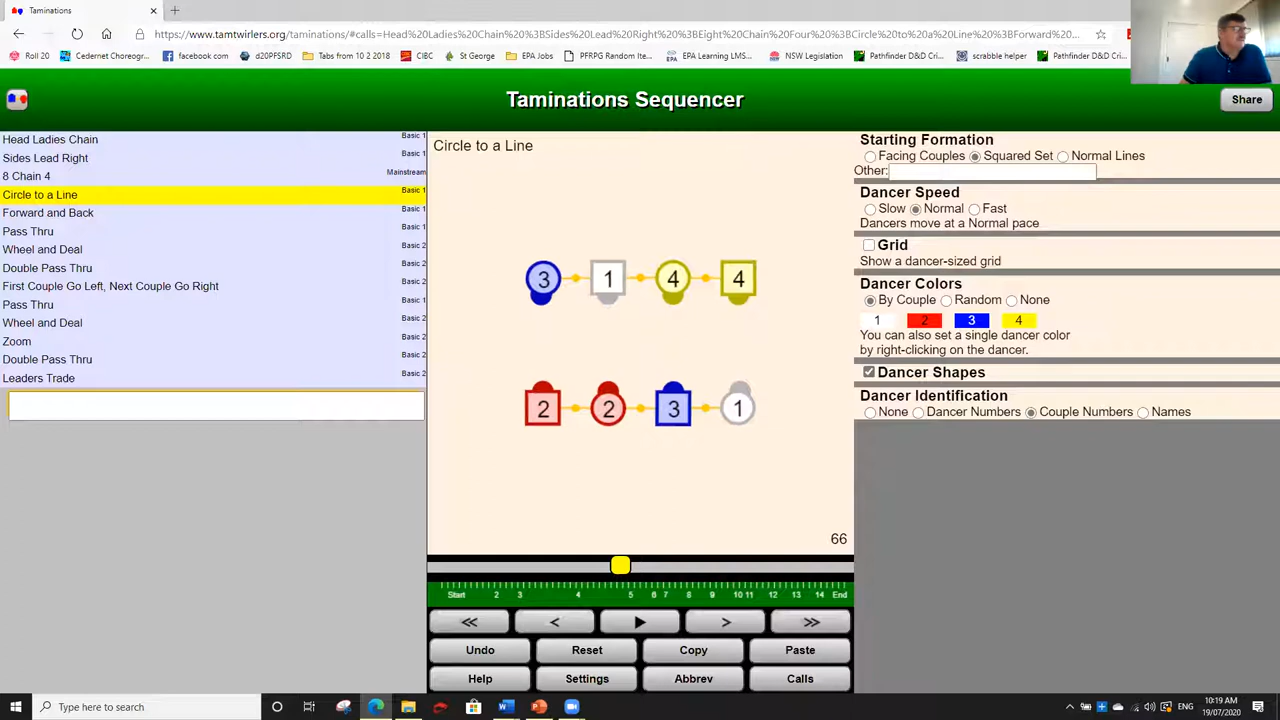 Taminations
https://www.tamtwirlers.org/taminations/#calls=Head%20Ladies%20Chain%20%3BSides%20Lead%20Right%20%3BEight%20Chain%20Four%20%3BCircle%20to%20a%20Line%20%3BForward%20...
Roll 20
Cedernet Choreogr...
facebook.com
d20PFSRD
Tabs from 10 2 2018
CIBC
St George
EPA Jobs
PFRPG Random Ite...
EPA Learning LMS...
NSW Legislation
Pathfinder D&D Cri...
scrabble helper
Pathfinder D&D Cri...
Taminations Sequencer
Share
Head Ladies Chain Basic 1
Sides Lead Right Basic 1
8 Chain 4 Mainstream
Circle to a Line Basic 1
Forward and Back Basic 1
Pass Thru Basic 1
Wheel and Deal Basic 2
Double Pass Thru Basic 2
First Couple Go Left, Next Couple Go Right Basic 2
Pass Thru Basic 1
Wheel and Deal Basic 2
Zoom Basic 2
Double Pass Thru Basic 2
Leaders Trade Basic 2
Circle to a Line
3 1 4 4
2 2 3 1
66
Start 2 3 4 5 6 7 8 9 10 11 12 13 14 End
<< < ▶ > >>
Undo Reset Copy Paste
Help Settings Abbrev Calls
Starting Formation
Facing Couples Squared Set Normal Lines
Other:
Dancer Speed
Slow Normal Fast
Dancers move at a Normal pace
Grid
Show a dancer-sized grid
Dancer Colors
By Couple Random None
1 2 3 4
You can also set a single dancer color
by right-clicking on the dancer.
Dancer Shapes
Dancer Identification
None Dancer Numbers Couple Numbers Names
Type here to search
ENG
10:19 AM
19/07/2020